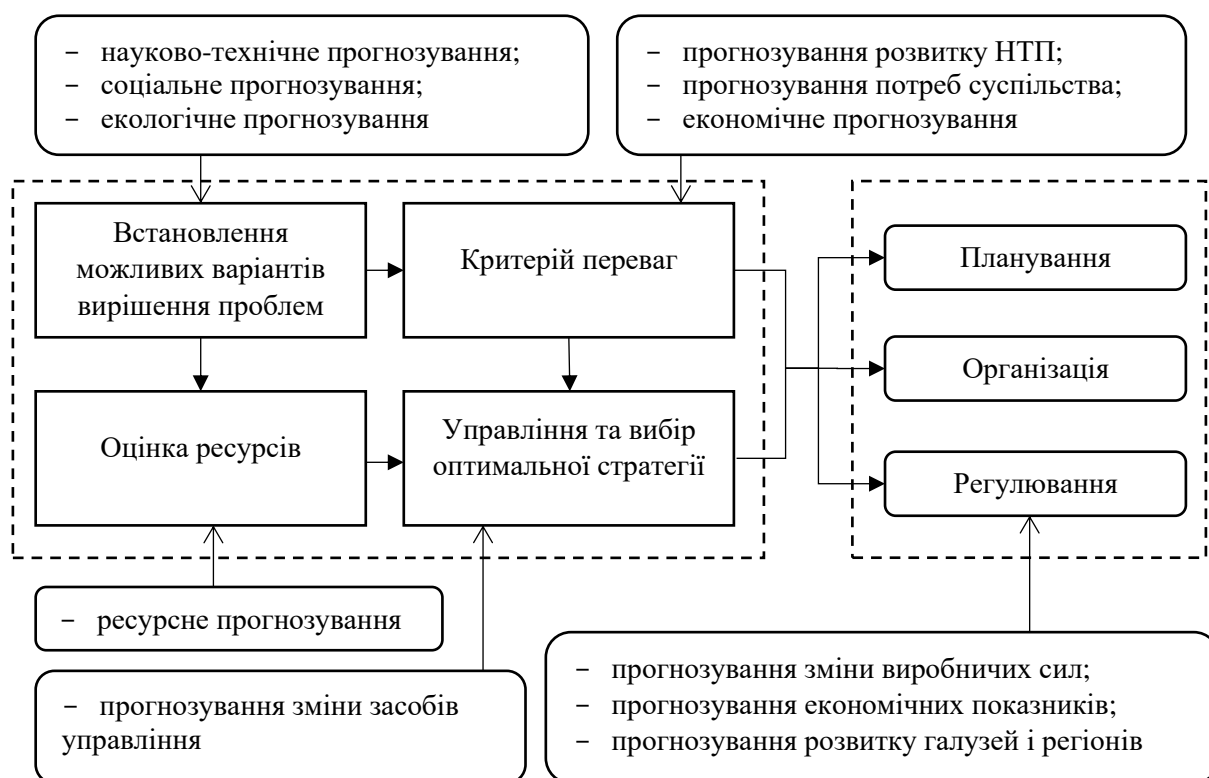 − науково-технічне прогнозування;
− соціальне прогнозування;
− екологічне прогнозування
− прогнозування розвитку НТП;
− прогнозування потреб суспільства;
− економічне прогнозування
Встановлення
можливих варіантів
вирішення проблем
Критерій переваг
Планування
Організація
Оцінка ресурсів
Управління та вибір
оптимальної стратегії
Регулювання
− ресурсне прогнозування
− прогнозування зміни засобів
управління
− прогнозування зміни виробничих сил;
− прогнозування економічних показників;
− прогнозування розвитку галузей і регіонів